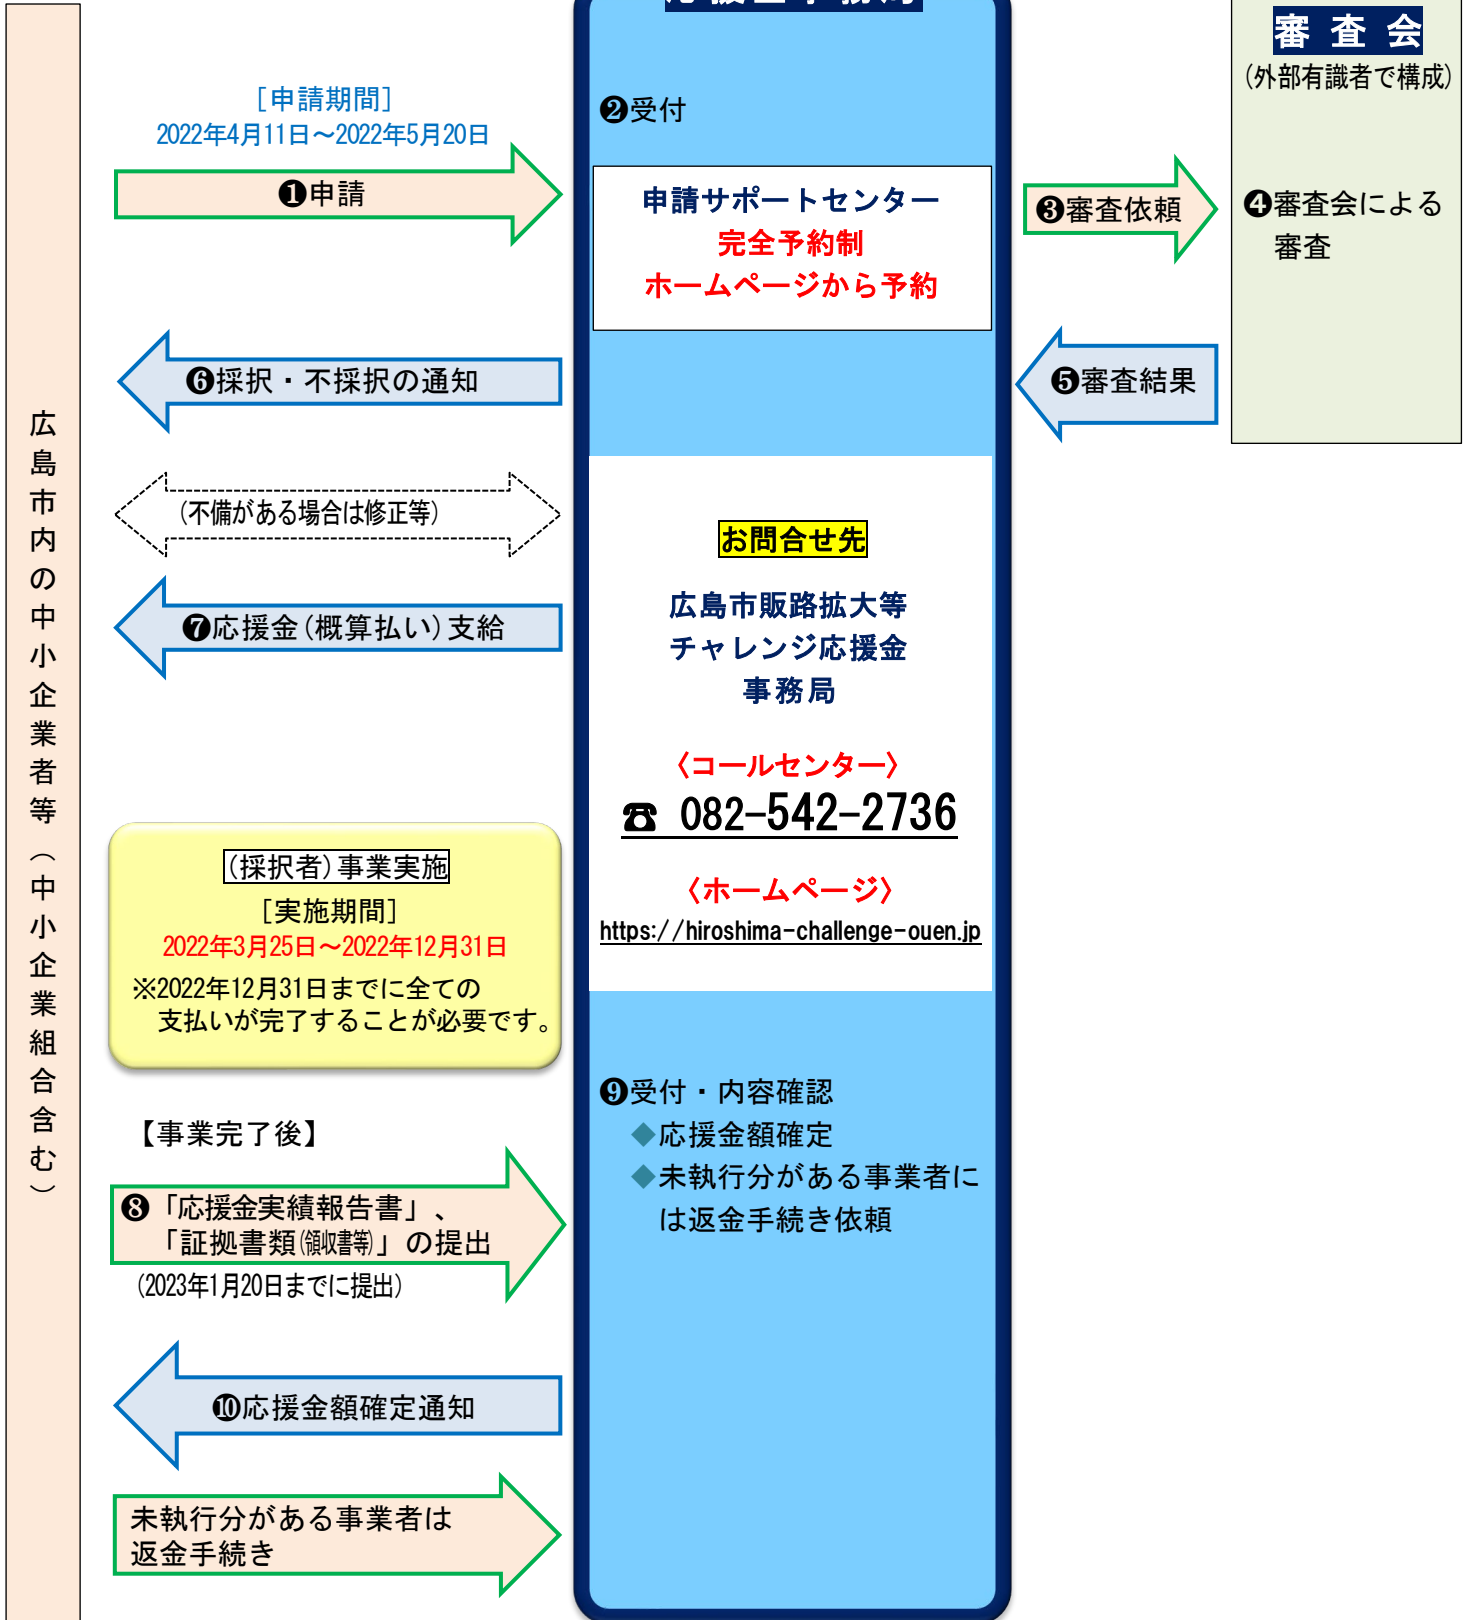 審査会
(外部有識者で構成)
[申請期間]
2022年4月11日～2022年5月20日
❶申請
❷受付
申請サポートセンター
完全予約制
ホームページから予約
❸審査依頼
❹審査会による
審査
❺審査結果
❻採択・不採択の通知
(不備がある場合は修正等)
❼応援金(概算払い)支給
お問合せ先
広島市販路拡大等
チャレンジ応援金
事務局
〈コールセンター〉
☎ 082-542-2736
〈ホームページ〉
https://hiroshima-challenge-ouen.jp
広島市内の中小企業者等(中小企業組合含む)
(採択者)事業実施
[実施期間]
2022年3月25日～2022年12月31日
※2022年12月31日までに全ての
支払いが完了することが必要です。
【事業完了後】
❽「応援金実績報告書」、
「証拠書類(領収書等)」の提出
(2023年1月20日までに提出)
❾受付・内容確認
◆応援金額確定
◆未執行分がある事業者に
は返金手続き依頼
❿応援金額確定通知
未執行分がある事業者は
返金手続き